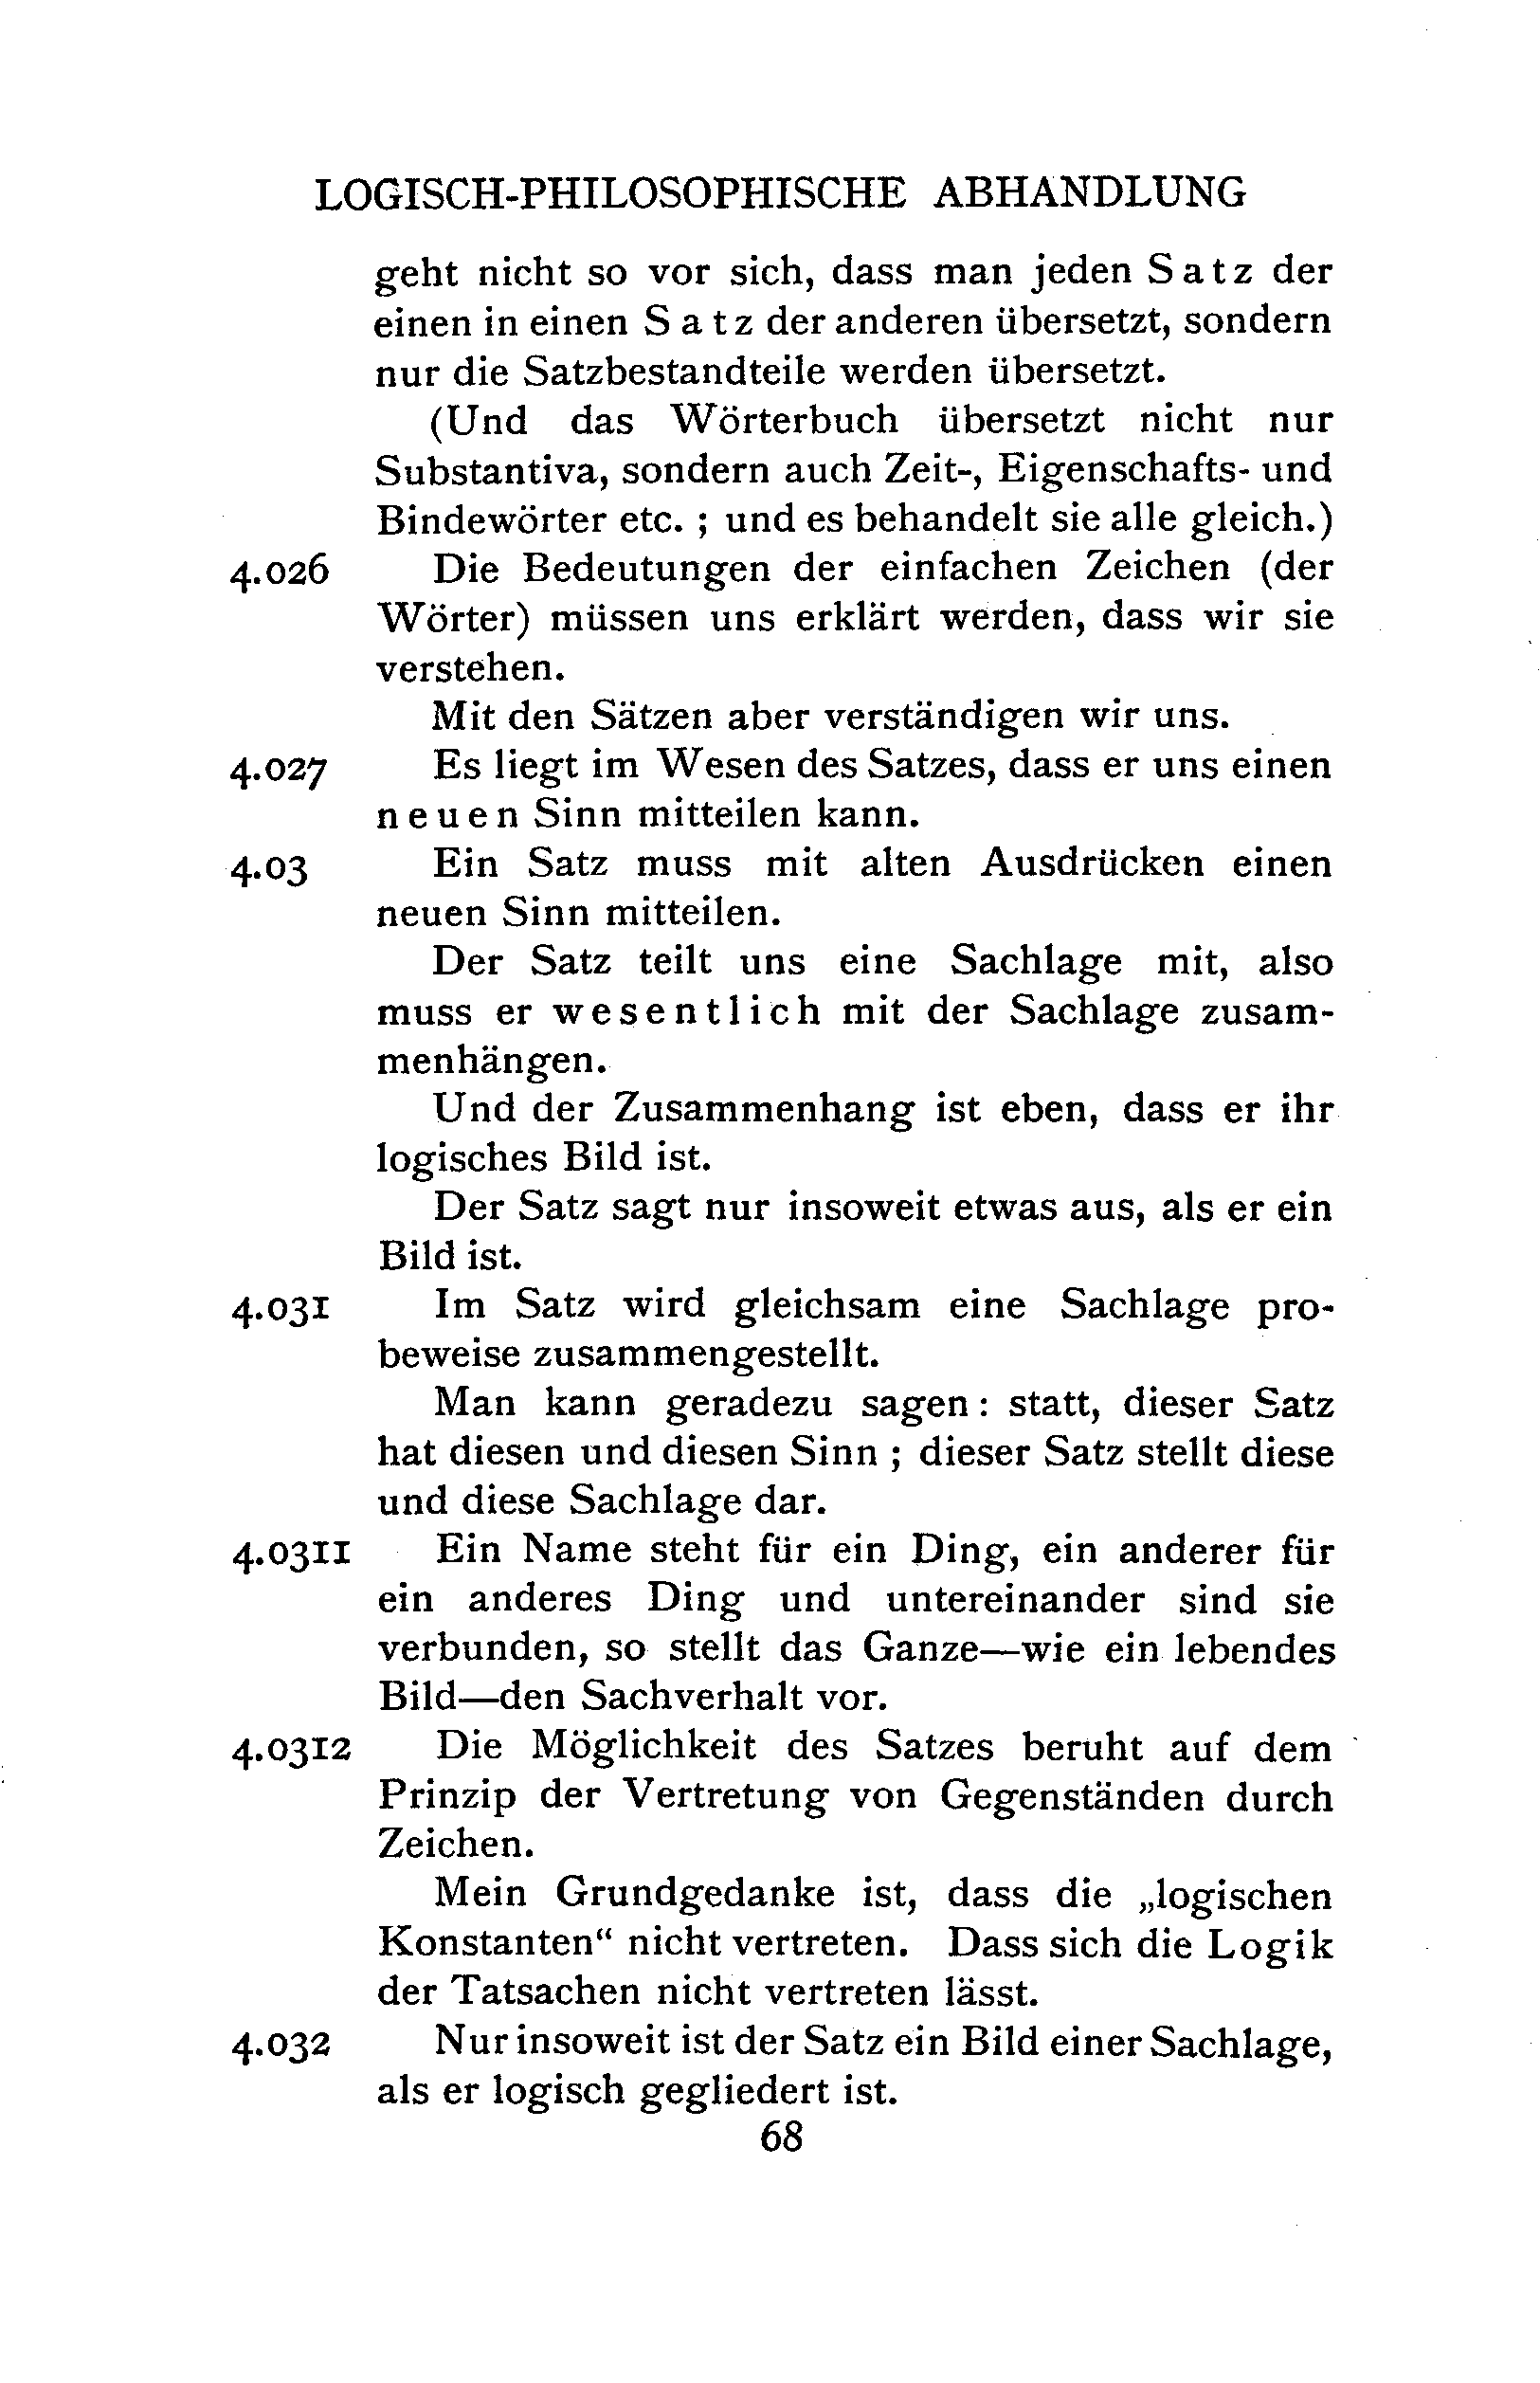 LOGISCH-PHILOSOPHISCHE ABHANDLUNG
geht nicht so vor sich, dass man jeden S a t z der
einen in einen S a t z der anderen übersetzt, sondern
nur die Satzbestandteile werden übersetzt.
(Und das Wörterbuch übersetzt nicht nur
Substantiva, sondern auch Zeit-, Eigenschafts- und
Bindewörter etc. ; und es behandelt sie alle gleich.)
4.026 Die Bedeutungen der einfachen Zeichen (der
Wörter) müssen uns erklärt werden, dass wir sie
verstehen.
Mit den Sätzen aber verständigen wir uns.
4.027 Es liegt im Wesen des Satzes, dass er uns einen
n e u e n Sinn mitteilen kann.
4.03 Ein Satz muss mit alten Ausdrücken einen
neuen Sinn mitteilen.
Der Satz teilt uns eine Sachlage mit, also
muss er w e s e n t l i c h mit der Sachlage zusam-
menhängen.
Und der Zusammenhang ist eben, dass er ihr
logisches Bild ist.
Der Satz sagt nur insoweit etwas aus, als er ein
Bild ist.
4.031 Im Satz wird gleichsam eine Sachlage pro-
beweise zusammengestellt.
Man kann geradezu sagen : statt, dieser Satz
hat diesen und diesen Sinn ; dieser Satz stellt diese
und diese Sachlage dar.
4.0311 Ein Name steht für ein Ding, ein anderer für
ein anderes Ding und untereinander sind sie
verbunden, so stellt das Ganze—wie ein lebendes
Bild—den Sachverhalt vor.
4.0312 Die Möglichkeit des Satzes beruht auf dem
Prinzip der Vertretung von Gegenständen durch
Zeichen.
Mein Grundgedanke ist, dass die „logischen
Konstanten“ nicht vertreten. Dass sich die L o g i k
der Tatsachen nicht vertreten lässt.
4.032 Nur insoweit ist der Satz ein Bild einer Sachlage,
als er logisch gegliedert ist.
68